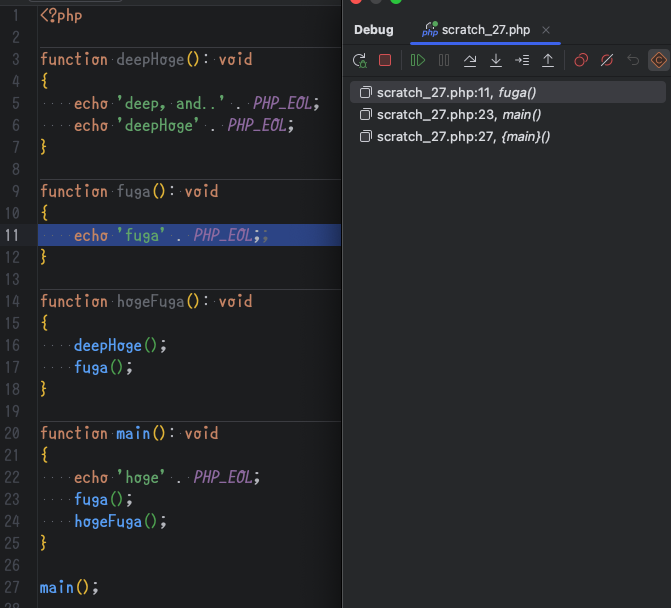 1 <?php
2
3 function deepHoge(): void
4 {
5 echo 'deep, and..' . PHP_EOL;
6 echo 'deepHoge' . PHP_EOL;
7 }
8
9 function fuga(): void
10 {
11 echo 'fuga' . PHP_EOL;;
12 }
13
14 function hogeFuga(): void
15 {
16 deepHoge();
17 fuga();
18 }
19
20 function main(): void
21 {
22 echo 'hoge' . PHP_EOL;
23 fuga();
24 hogeFuga();
25 }
26
27 main();
Debug
php scratch_27.php
scratch_27.php:11, fuga()
scratch_27.php:23, main()
scratch_27.php:27, {main}()